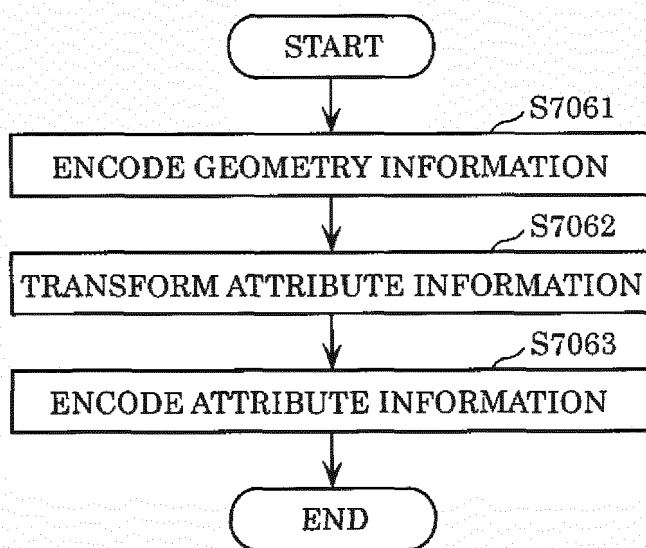 START
S7061
ENCODE GEOMETRY INFORMATION
S7062
TRANSFORM ATTRIBUTE INFORMATION
S7063
ENCODE ATTRIBUTE INFORMATION
END